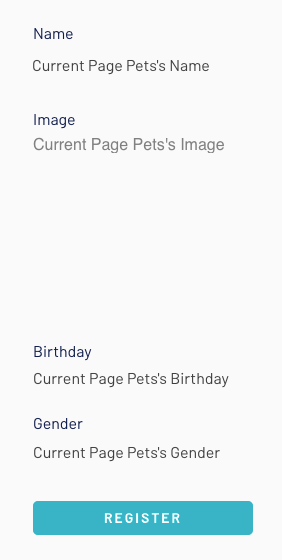 Name
Current Page Pets's Name
Image
Current Page Pets's Image
Birthday
Current Page Pets's Birthday
Gender
Current Page Pets's Gender
REGISTER